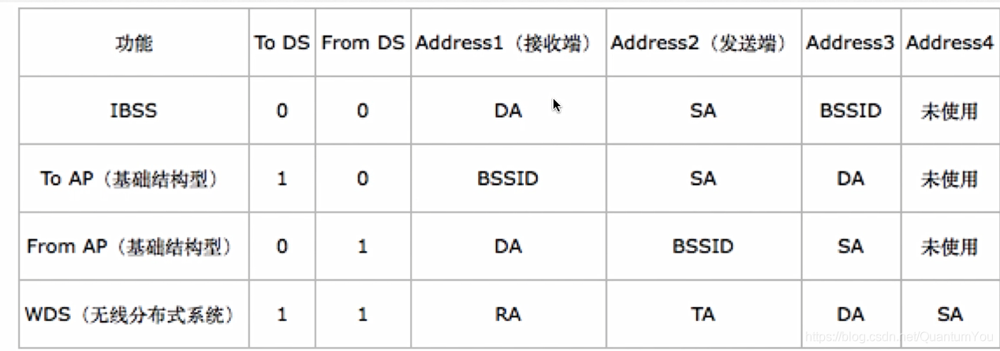 功能 To DS From DS Address1（接收端） Address2（发送端） Address3 Address4
IBSS 0 0 DA SA BSSID 未使用
To AP（基础结构型） 1 0 BSSID SA DA 未使用
From AP（基础结构型） 0 1 DA BSSID SA 未使用
WDS（无线分布式系统） 1 1 RA TA DA SA
https://blog.csdn.net/QuantumYou